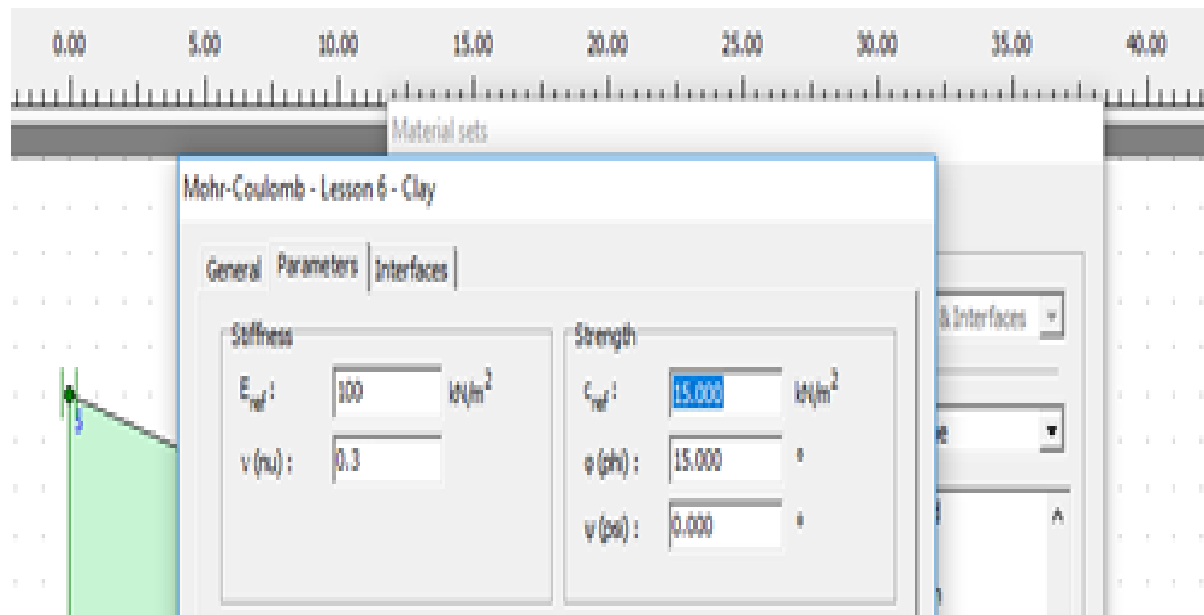 0.00 5.00 10.00 15.00 20.00 25.00 30.00 35.00 40.00
Material sets
Mohr-Coulomb - Lesson 6 - Clay
General Parameters Interfaces
& Interfaces
Stiffness
E_ref : 100 kN/m²
ν (nu) : 0.3
Strength
c_ref : 15.000 kN/m²
φ (phi) : 15.000 °
ψ (psi) : 0.000 °
5